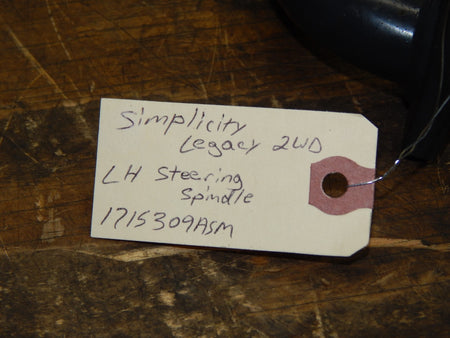 Simplicity
Legacy 2WD
LH Steering
Spindle
1715309ASM